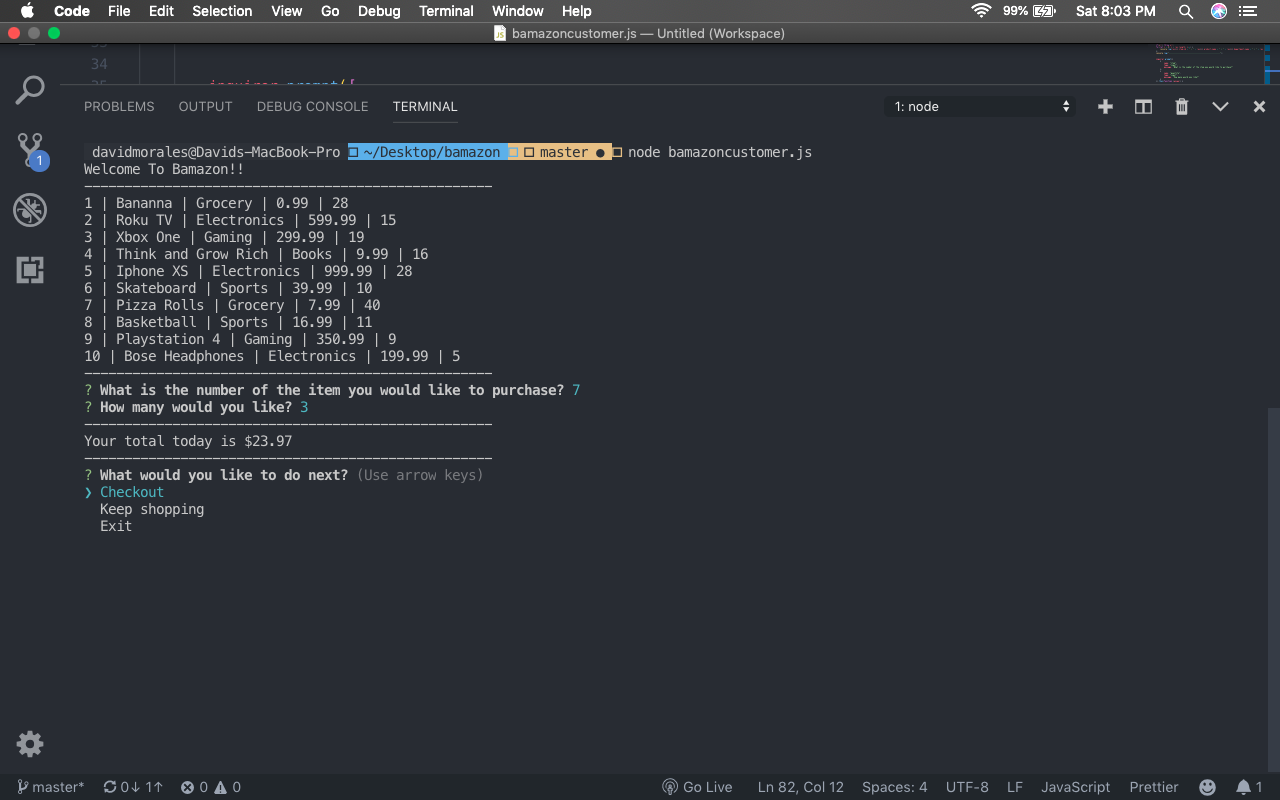 Code File Edit Selection View Go Debug Terminal Window Help 99% Sat 8:03 PM
bamazoncustomer.js — Untitled (Workspace)
34
PROBLEMS OUTPUT DEBUG CONSOLE TERMINAL 1: node
1
davidmorales@Davids-MacBook-Pro ~/Desktop/bamazon master ● node bamazoncustomer.js
Welcome To Bamazon!!
---------------------------------------------------
1 | Bananna | Grocery | 0.99 | 28
2 | Roku TV | Electronics | 599.99 | 15
3 | Xbox One | Gaming | 299.99 | 19
4 | Think and Grow Rich | Books | 9.99 | 16
5 | Iphone XS | Electronics | 999.99 | 28
6 | Skateboard | Sports | 39.99 | 10
7 | Pizza Rolls | Grocery | 7.99 | 40
8 | Basketball | Sports | 16.99 | 11
9 | Playstation 4 | Gaming | 350.99 | 9
10 | Bose Headphones | Electronics | 199.99 | 5
---------------------------------------------------
? What is the number of the item you would like to purchase? 7
? How many would you like? 3
---------------------------------------------------
Your total today is $23.97
---------------------------------------------------
? What would you like to do next? (Use arrow keys)
❯ Checkout
Keep shopping
Exit
master* 0↓ 1↑ 0 0 Go Live Ln 82, Col 12 Spaces: 4 UTF-8 LF JavaScript Prettier 1